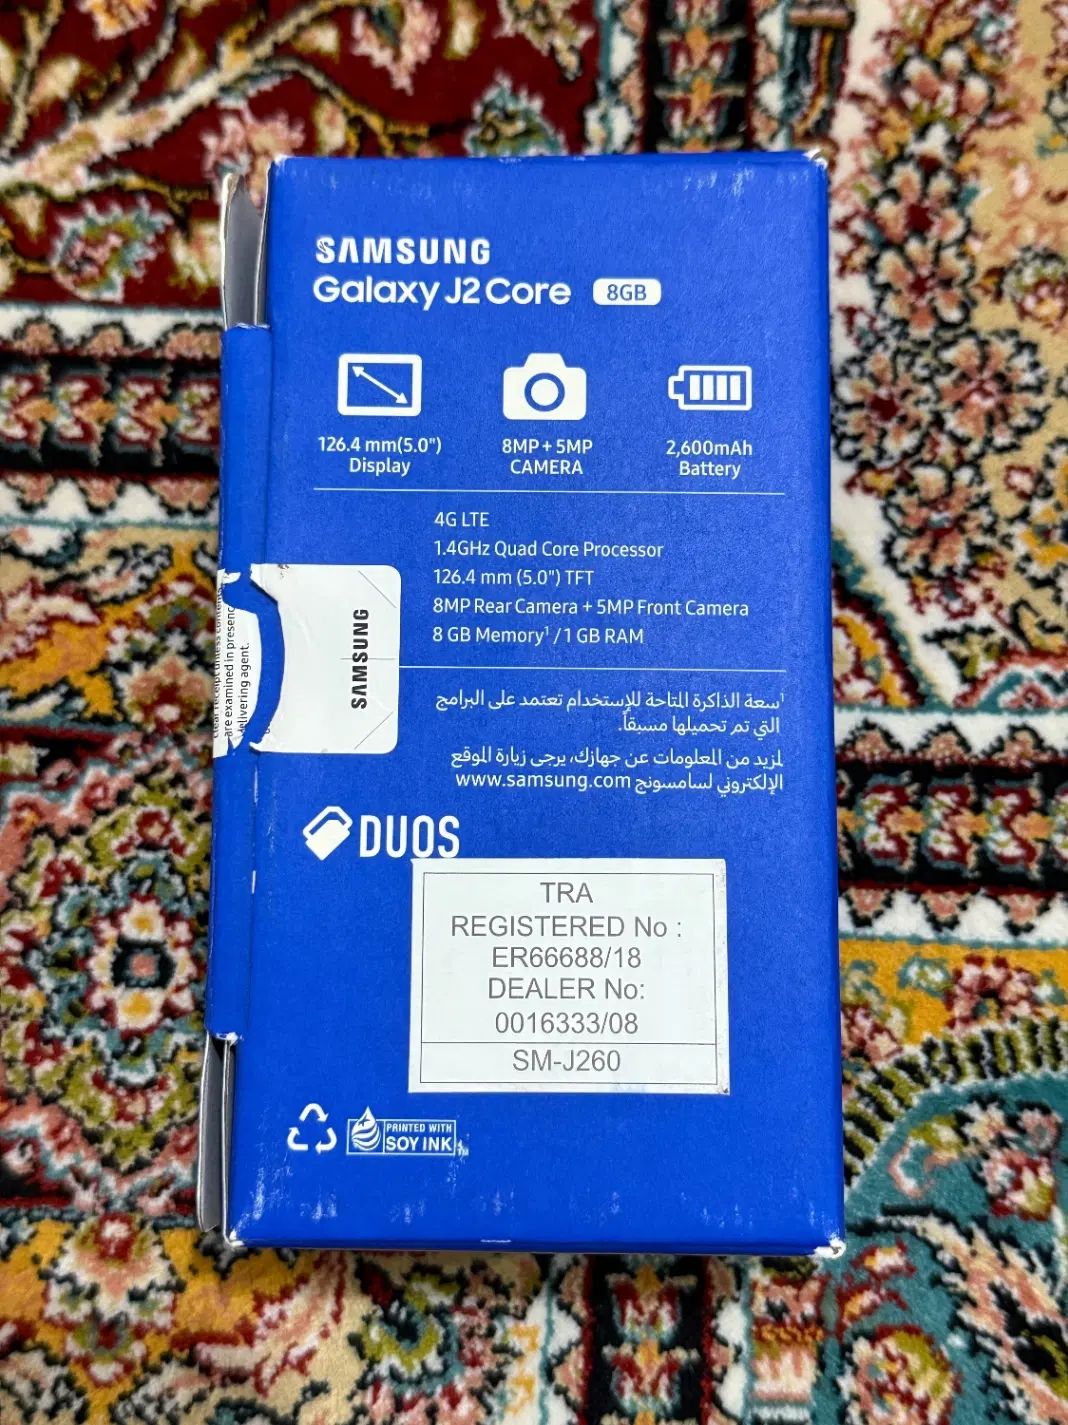 SAMSUNG
Galaxy J2 Core 8GB
126.4 mm(5.0")
Display
8MP + 5MP
CAMERA
2,600mAh
Battery
4G LTE
1.4GHz Quad Core Processor
126.4 mm (5.0") TFT
8MP Rear Camera + 5MP Front Camera
8 GB Memory¹ / 1 GB RAM
SAMSUNG
are examined in presence
delivering agent.
¹سعة الذاكرة المتاحة للإستخدام تعتمد على البرامج
التي تم تحميلها مسبقاً.
لمزيد من المعلومات عن جهازك، يرجى زيارة الموقع
الإلكتروني لسامسونج www.samsung.com
DUOS
TRA
REGISTERED No :
ER66688/18
DEALER No:
0016333/08
SM-J260
PRINTED WITH
SOY INK™